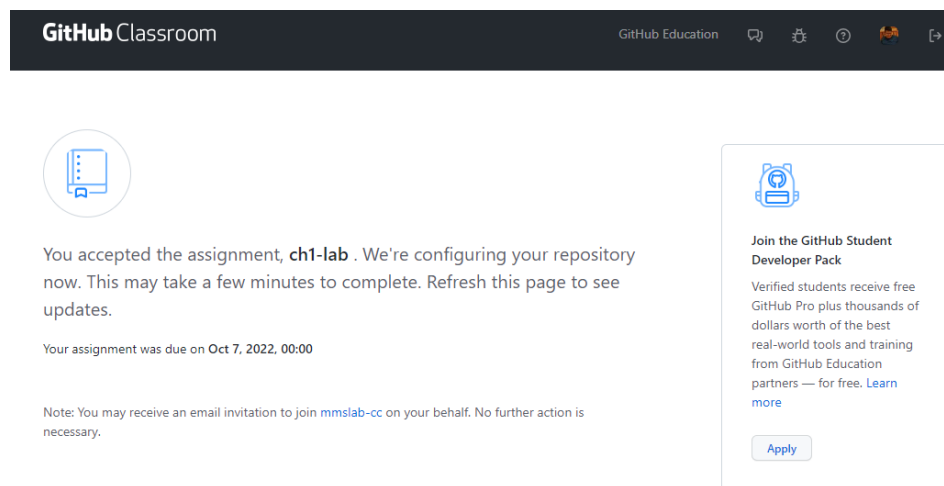 GitHub Classroom
GitHub Education
You accepted the assignment, ch1-lab . We're configuring your repository
now. This may take a few minutes to complete. Refresh this page to see
updates.
Your assignment was due on Oct 7, 2022, 00:00
Note: You may receive an email invitation to join mmslab-cc on your behalf. No further action is
necessary.
Join the GitHub Student
Developer Pack
Verified students receive free
GitHub Pro plus thousands of
dollars worth of the best
real-world tools and training
from GitHub Education
partners — for free. Learn
more
Apply